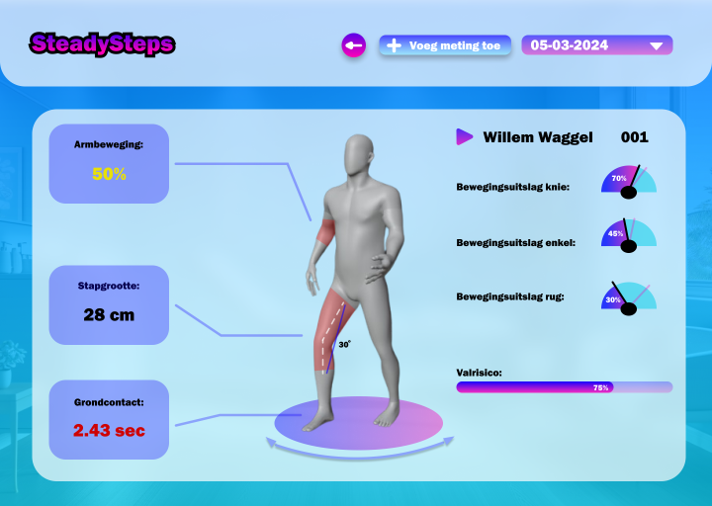 SteadySteps
Voeg meting toe
05-03-2024
Armbeweging:
50%
Stapgrootte:
28 cm
Grondcontact:
2.43 sec
30°
Willem Waggel 001
Bewegingsuitslag knie:
70%
Bewegingsuitslag enkel:
45%
Bewegingsuitslag rug:
30%
Valrisico:
75%